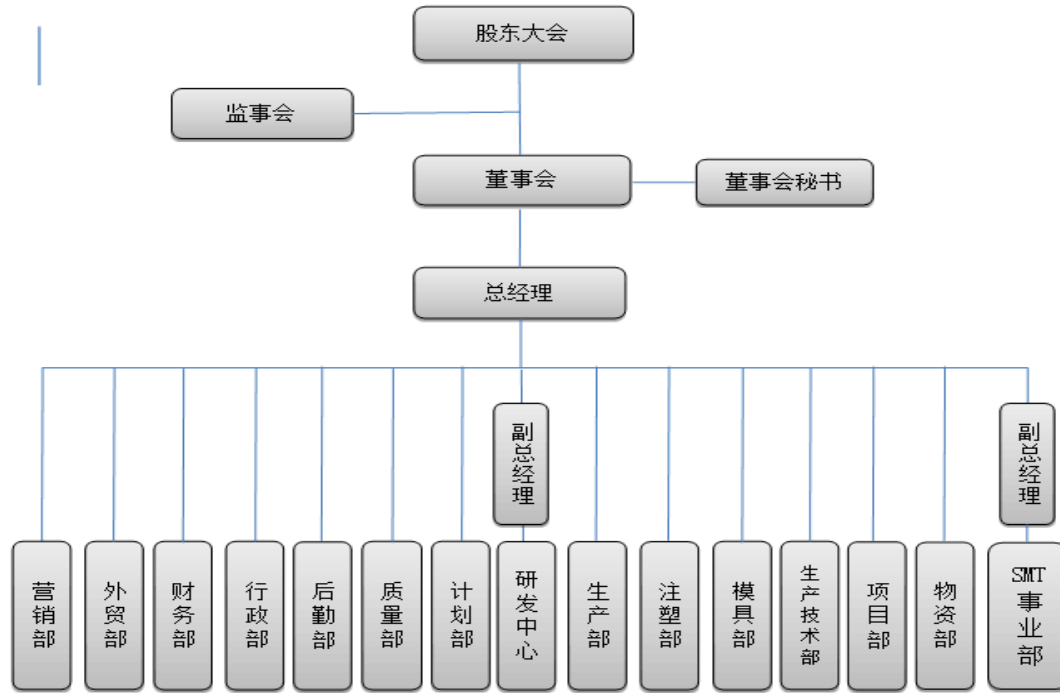 股东大会
监事会
董事会
董事会秘书
总经理
副总经理
副总经理
营销部
外贸部
财务部
行政部
后勤部
质量部
计划部
研发中心
生产部
注塑部
模具部
生产技术部
项目部
物资部
SMT事业部